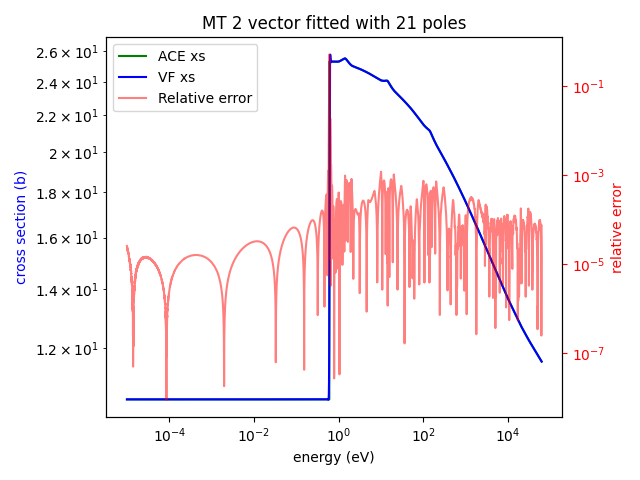 MT 2 vector fitted with 21 poles
ACE xs
VF xs
Relative error
2.6 × 10¹
2.4 × 10¹
2.2 × 10¹
2 × 10¹
1.8 × 10¹
1.6 × 10¹
1.4 × 10¹
1.2 × 10¹
cross section (b)
10⁻¹
10⁻³
10⁻⁵
10⁻⁷
relative error
10⁻⁴
10⁻²
10⁰
10²
10⁴
energy (eV)